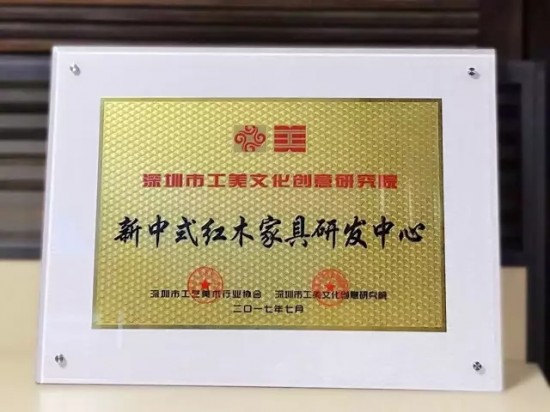 深圳市工美文化创意研究院
新中式红木家具研发中心
深圳市工艺美术行业协会 深圳市工美文化创意研究院
二〇一七年七月